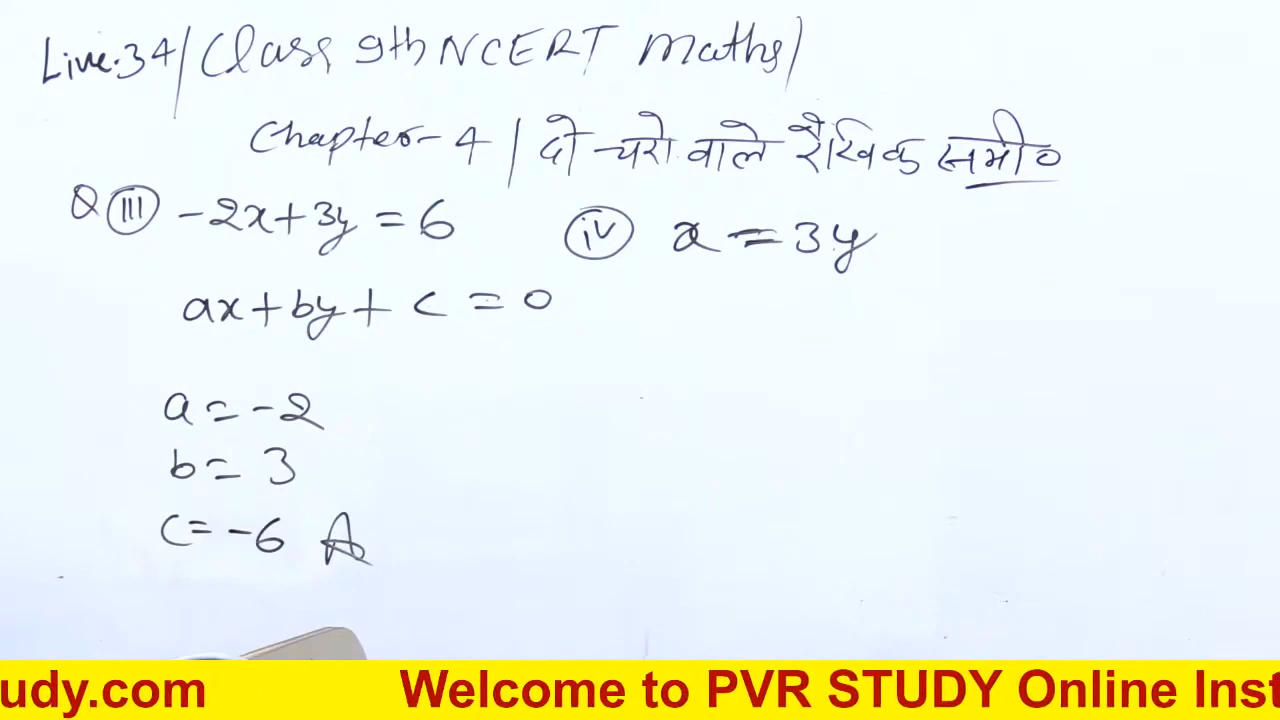 Live.34/Class 9th NCERT Maths/
Chapter-4/दो चरो वाले रैखिक समी०
Q (III) -2x+3y=6 (iv) x=3y
ax+by+c=0
a=-2
b=3
c=-6 A
udy.com Welcome to PVR STUDY Online Inst